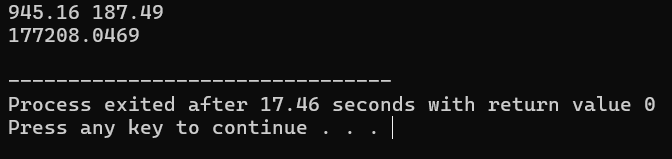 945.16 187.49
177208.0469
--------------------------------
Process exited after 17.46 seconds with return value 0
Press any key to continue . . .